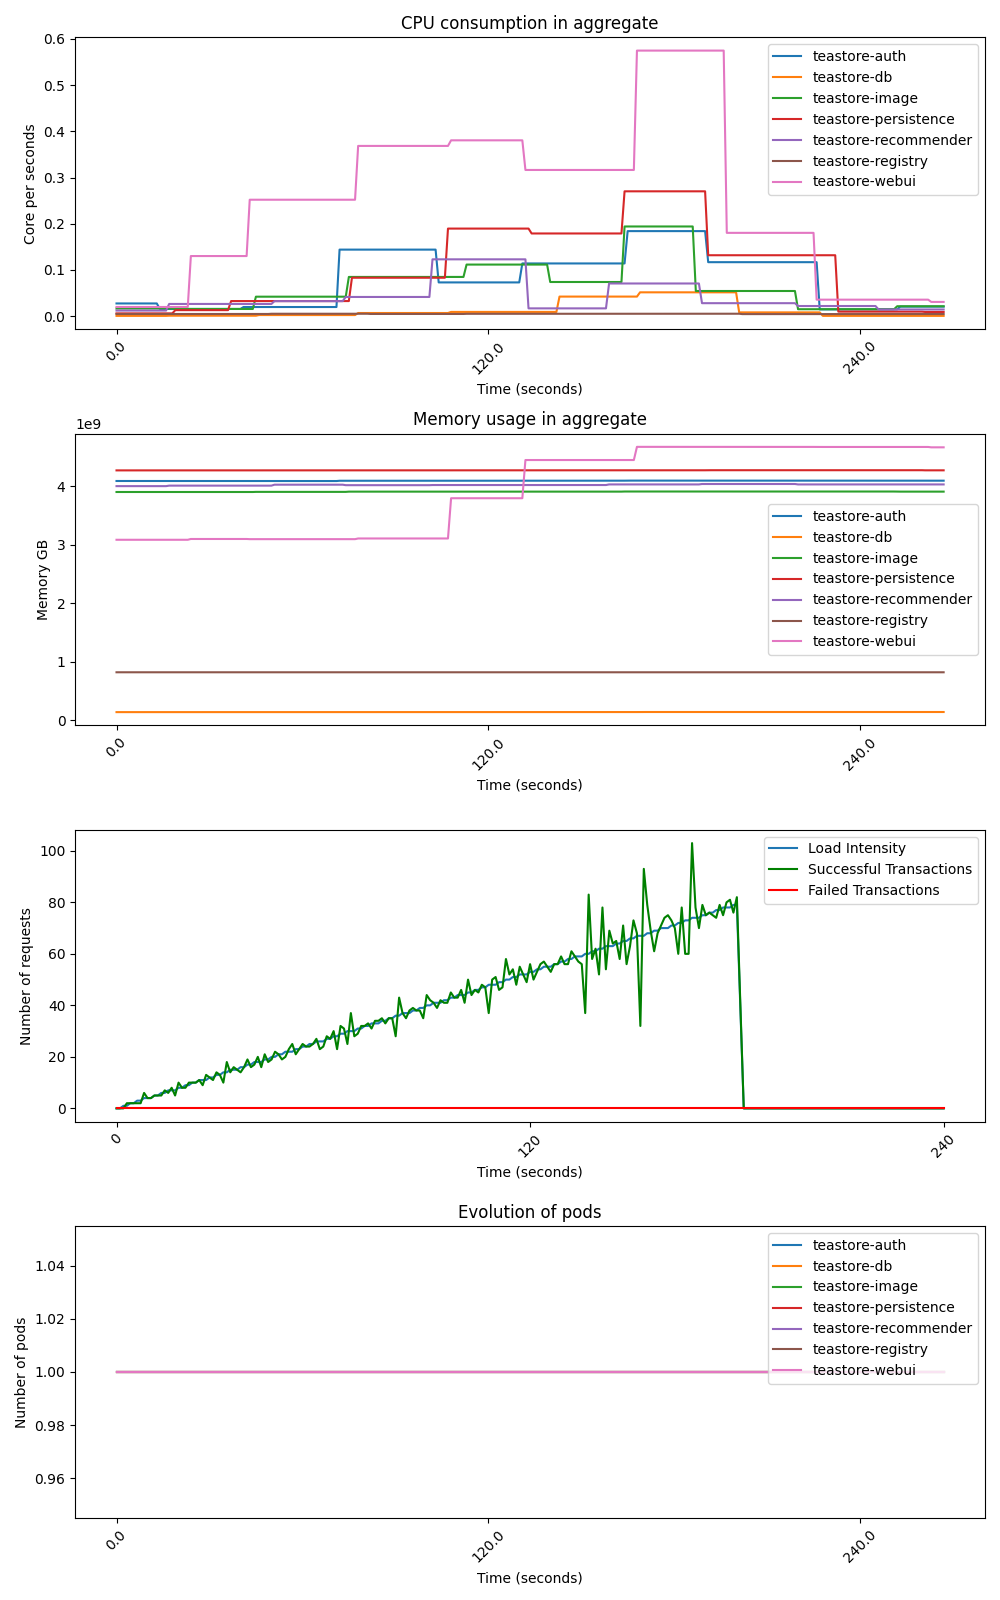 CPU consumption in aggregate
0.6
0.5
0.4
0.3
0.2
0.1
0.0
Core per seconds
teastore-auth
teastore-db
teastore-image
teastore-persistence
teastore-recommender
teastore-registry
teastore-webui
0.0
120.0
240.0
Time (seconds)
Memory usage in aggregate
1e9
4
3
2
1
0
Memory GB
teastore-auth
teastore-db
teastore-image
teastore-persistence
teastore-recommender
teastore-registry
teastore-webui
0.0
120.0
240.0
Time (seconds)
100
80
60
40
20
0
Number of requests
Load Intensity
Successful Transactions
Failed Transactions
0
120
240
Time (seconds)
Evolution of pods
1.04
1.02
1.00
0.98
0.96
Number of pods
teastore-auth
teastore-db
teastore-image
teastore-persistence
teastore-recommender
teastore-registry
teastore-webui
0.0
120.0
240.0
Time (seconds)